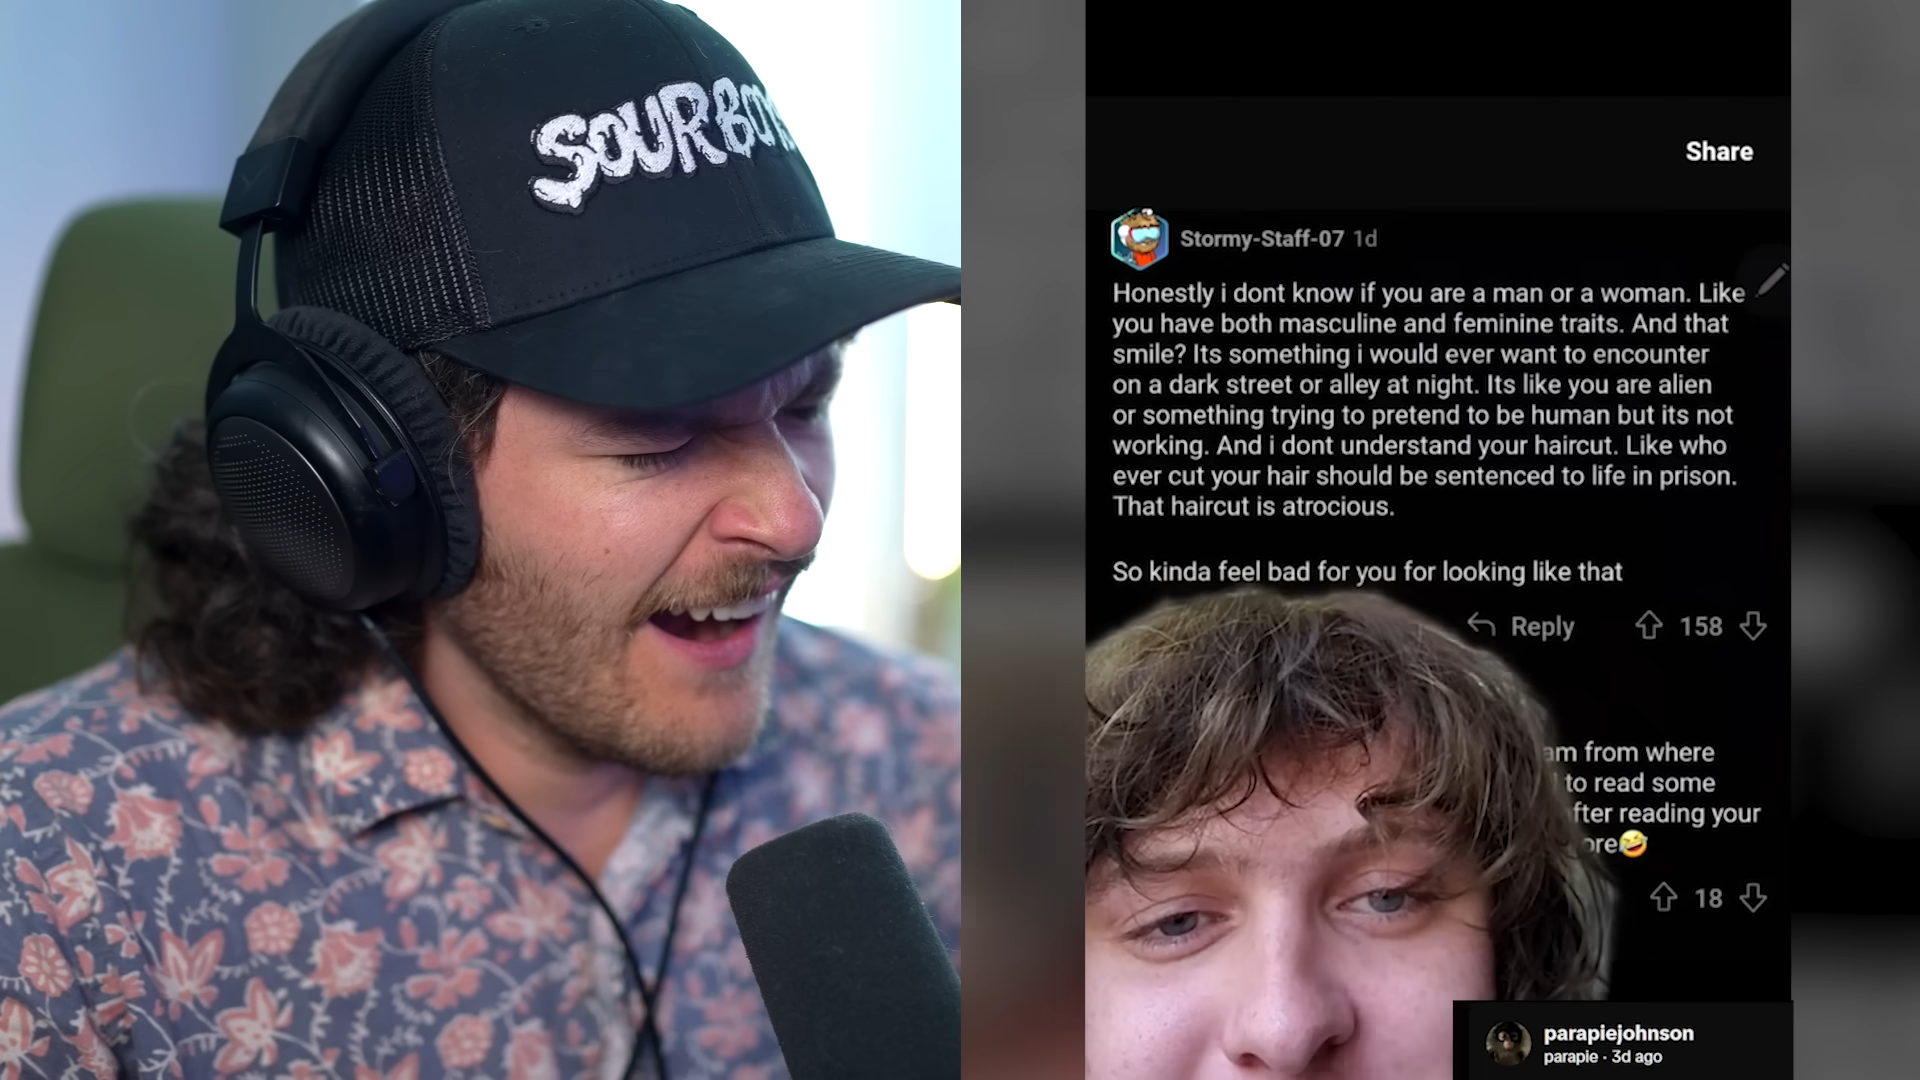 SOURBOYS
Share
Stormy-Staff-07 1d
Honestly i dont know if you are a man or a woman. Like
you have both masculine and feminine traits. And that
smile? Its something i would ever want to encounter
on a dark street or alley at night. Its like you are alien
or something trying to pretend to be human but its not
working. And i dont understand your haircut. Like who
ever cut your hair should be sentenced to life in prison.
That haircut is atrocious.
So kinda feel bad for you for looking like that
Reply 158
am from where
to read some
fter reading your
ore🤣
18
parapiejohnson
parapie · 3d ago